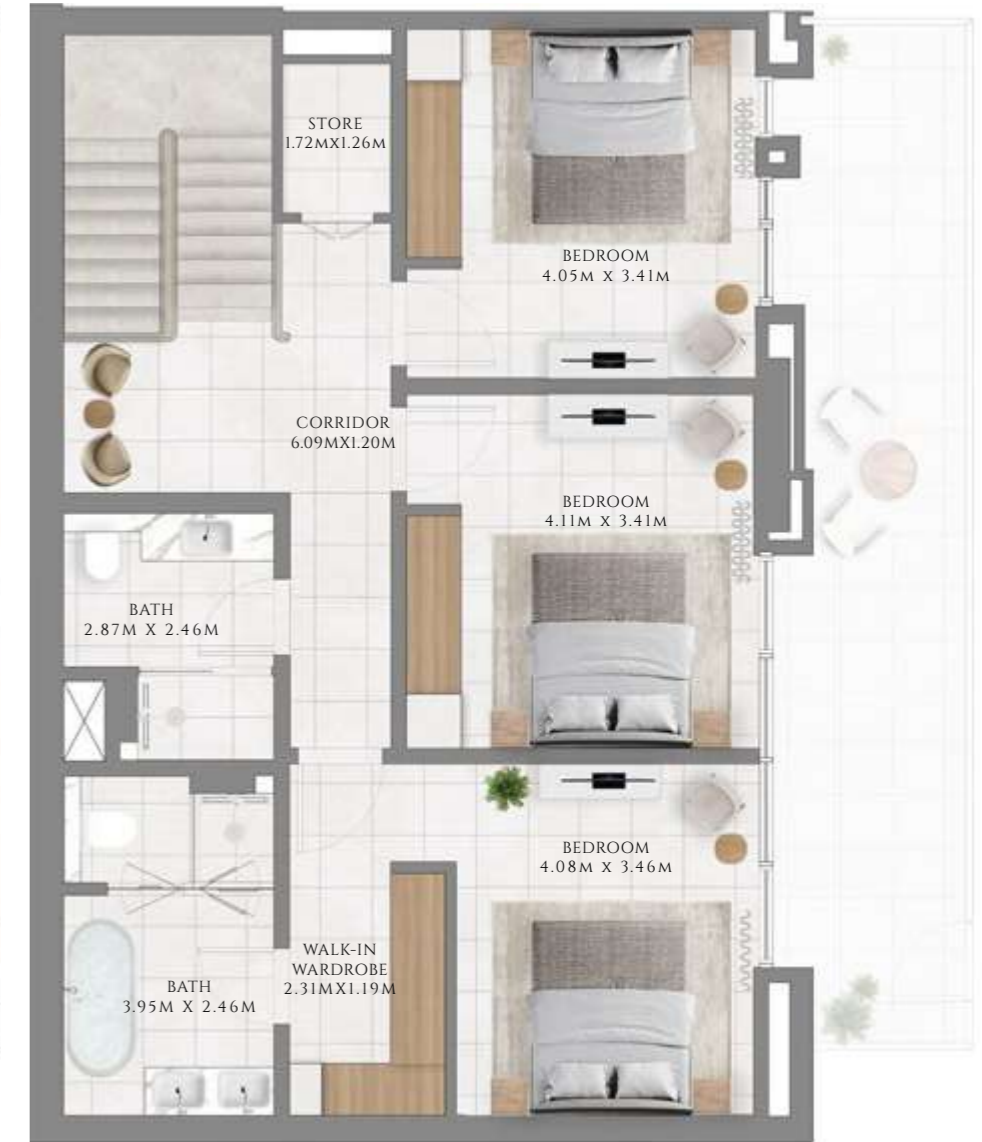 STORE
1.72MX1.26M
BEDROOM
4.05M X 3.41M
CORRIDOR
6.09MX1.20M
BEDROOM
4.11M X 3.41M
BATH
2.87M X 2.46M
BEDROOM
4.08M X 3.46M
WALK-IN
WARDROBE
2.31MX1.19M
BATH
3.95M X 2.46M